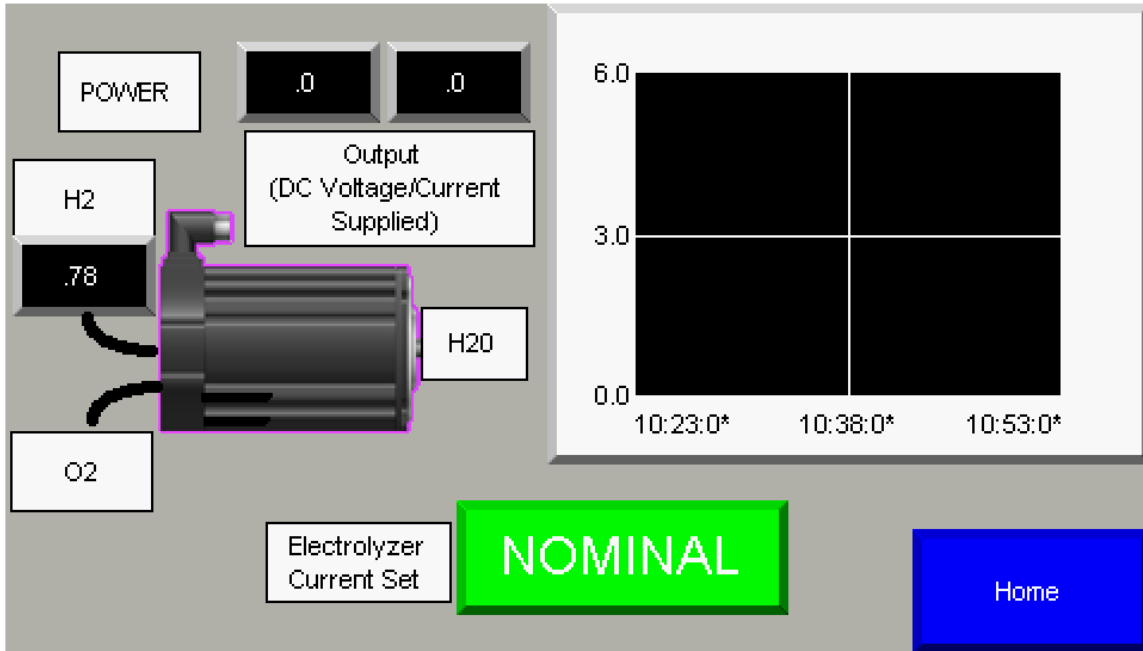 POWER
.0
.0
Output
(DC Voltage/Current
Supplied)
H2
.78
H20
O2
6.0
3.0
0.0
10:23:0*
10:38:0*
10:53:0*
Electrolyzer
Current Set
NOMINAL
Home